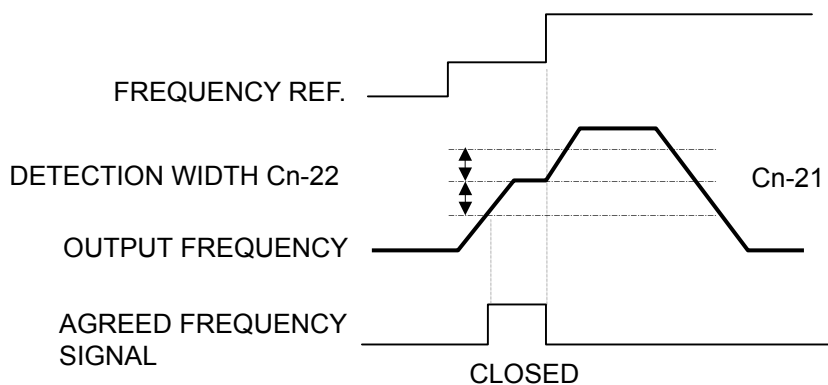 FREQUENCY REF.
DETECTION WIDTH Cn-22
Cn-21
OUTPUT FREQUENCY
AGREED FREQUENCY
SIGNAL
CLOSED